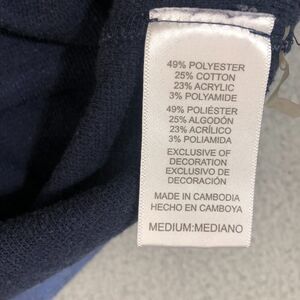 49% POLYESTER
25% COTTON
23% ACRYLIC
3% POLYAMIDE
49% POLIÉSTER
25% ALGODÓN
23% ACRÍLICO
3% POLIAMIDA
EXCLUSIVE OF
DECORATION
EXCLUSIVO DE
DECORACIÓN
MADE IN CAMBODIA
HECHO EN CAMBOYA
MEDIUM:MEDIANO